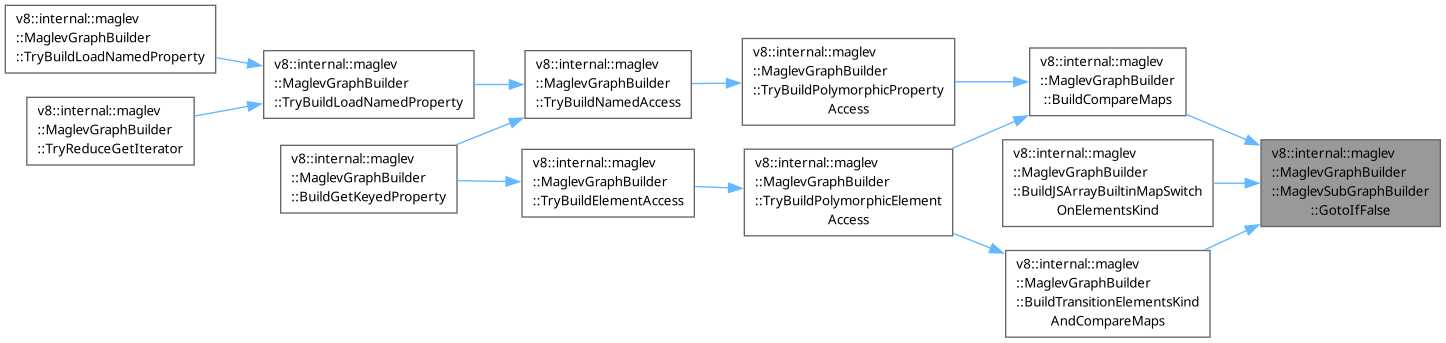 v8::internal::maglev
::MaglevGraphBuilder
::TryBuildLoadNamedProperty
v8::internal::maglev
::MaglevGraphBuilder
::TryReduceGetIterator
v8::internal::maglev
::MaglevGraphBuilder
::TryBuildLoadNamedProperty
v8::internal::maglev
::MaglevGraphBuilder
::BuildGetKeyedProperty
v8::internal::maglev
::MaglevGraphBuilder
::TryBuildNamedAccess
v8::internal::maglev
::MaglevGraphBuilder
::TryBuildElementAccess
v8::internal::maglev
::MaglevGraphBuilder
::TryBuildPolymorphicProperty
Access
v8::internal::maglev
::MaglevGraphBuilder
::TryBuildPolymorphicElement
Access
v8::internal::maglev
::MaglevGraphBuilder
::BuildCompareMaps
v8::internal::maglev
::MaglevGraphBuilder
::BuildJSArrayBuiltinMapSwitch
OnElementsKind
v8::internal::maglev
::MaglevGraphBuilder
::BuildTransitionElementsKind
AndCompareMaps
v8::internal::maglev
::MaglevGraphBuilder
::MaglevSubGraphBuilder
::GotoIfFalse